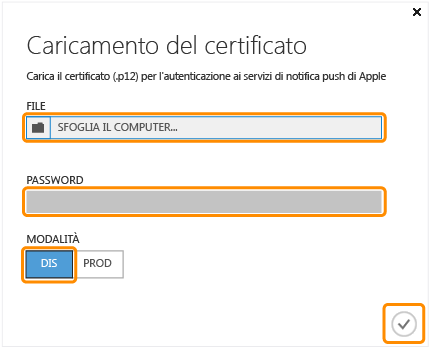 Caricamento del certificato
Carica il certificato (.p12) per l'autenticazione ai servizi di notifica push di Apple
FILE
SFOGLIA IL COMPUTER...
PASSWORD
MODALITÀ
DIS PROD